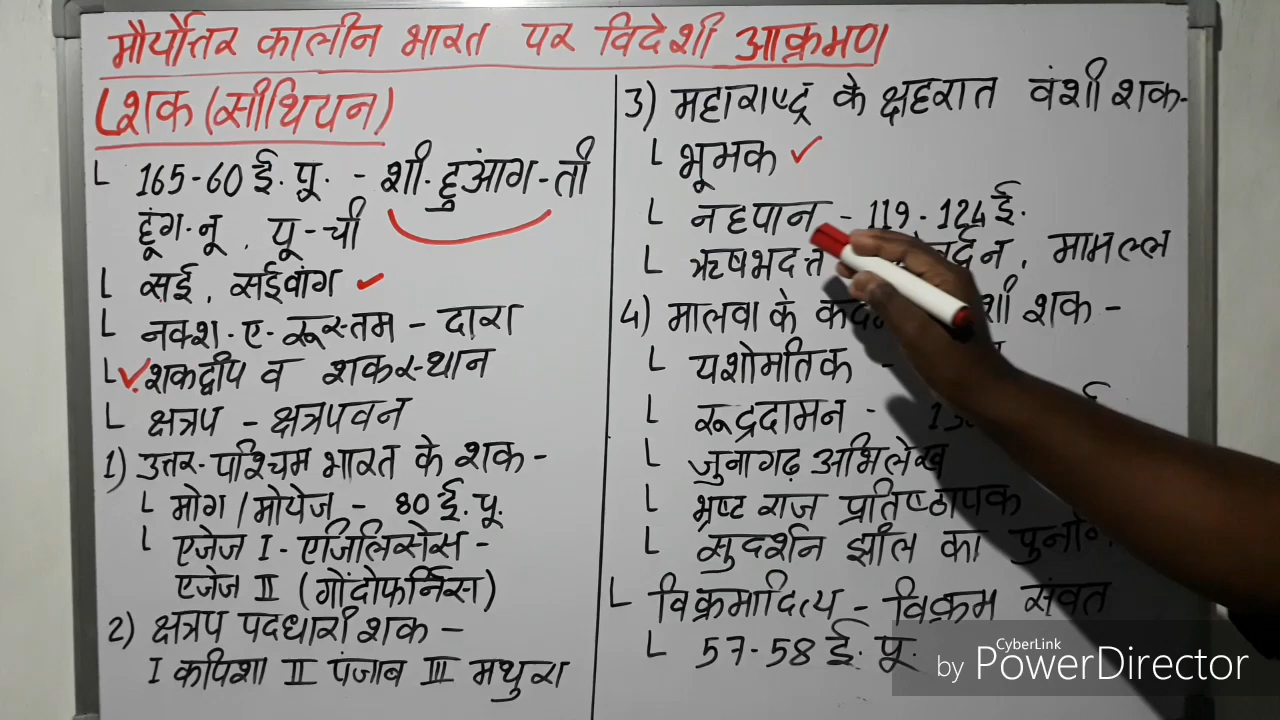 मौर्योत्तर कालीन भारत पर विदेशी आक्रमण
शक (सीथियन)
165-60 ई. पू. - शी. हुआंग - ती
हूंग-नू, यू-ची
सई, सईवांग
नक्श-ए-रूस्तम - दारा
शकद्वीप व शकस्थान
क्षत्रप - क्षत्रपवन
1) उत्तर-पश्चिम भारत के शक -
मोग/मोयेज - 80 ई. पू.
एजेज I - एजिलिसेस -
एजेज II (गोंदोफर्निस)
2) क्षत्रप पदधारी शक -
I कपिशा II पंजाब III मथुरा
3) महाराष्ट्र के क्षहरात वंशी शक -
भूमक
नहपान - 119-124 ई.
ऋषभदत्त , मामल्ल
4) मालवा के शक -
यशोमतिक -
रूद्रदामन -
जुनागढ़ अभिलेख
भ्रष्ट राज प्रतिष्ठापक
सुदर्शन झील का
विक्रमादित्य - विक्रम संवत
57-58 ई. पू.
CyberLink
by PowerDirector